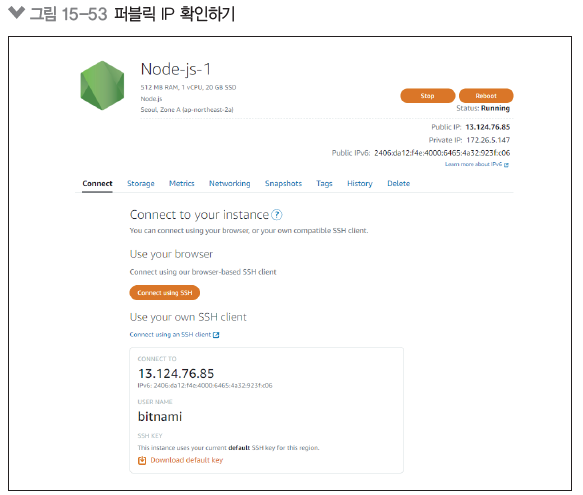 그림 15-53 퍼블릭 IP 확인하기
Node-js-1
512 MB RAM, 1 vCPU, 20 GB SSD
Node.js
Seoul, Zone A (ap-northeast-2a)
Stop
Reboot
Status: Running
Public IP: 13.124.76.85
Private IP: 172.26.5.147
Public IPv6: 2406:da12:f4e:4000:6465:4a32:923f:c06
Learn more about IPv6
Connect Storage Metrics Networking Snapshots Tags History Delete
Connect to your instance ?
You can connect using your browser, or your own compatible SSH client.
Use your browser
Connect using our browser-based SSH client
Connect using SSH
Use your own SSH client
Connect using an SSH client
CONNECT TO
13.124.76.85
IPv6: 2406:da12:f4e:4000:6465:4a32:923f:c06
USER NAME
bitnami
SSH KEY
This instance uses your current default SSH key for this region.
Download default key